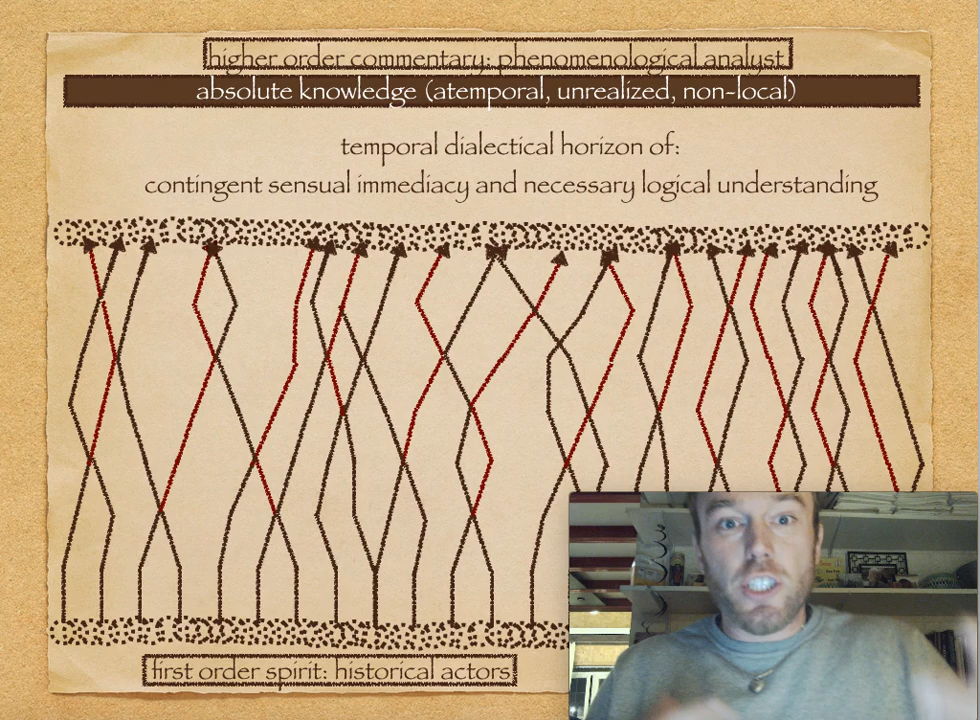 higher order commentary: phenomenological analyst
absolute knowledge (atemporal, unrealized, non-local)
temporal dialectical horizon of:
contingent sensual immediacy and necessary logical understanding
first order spirit: historical actors